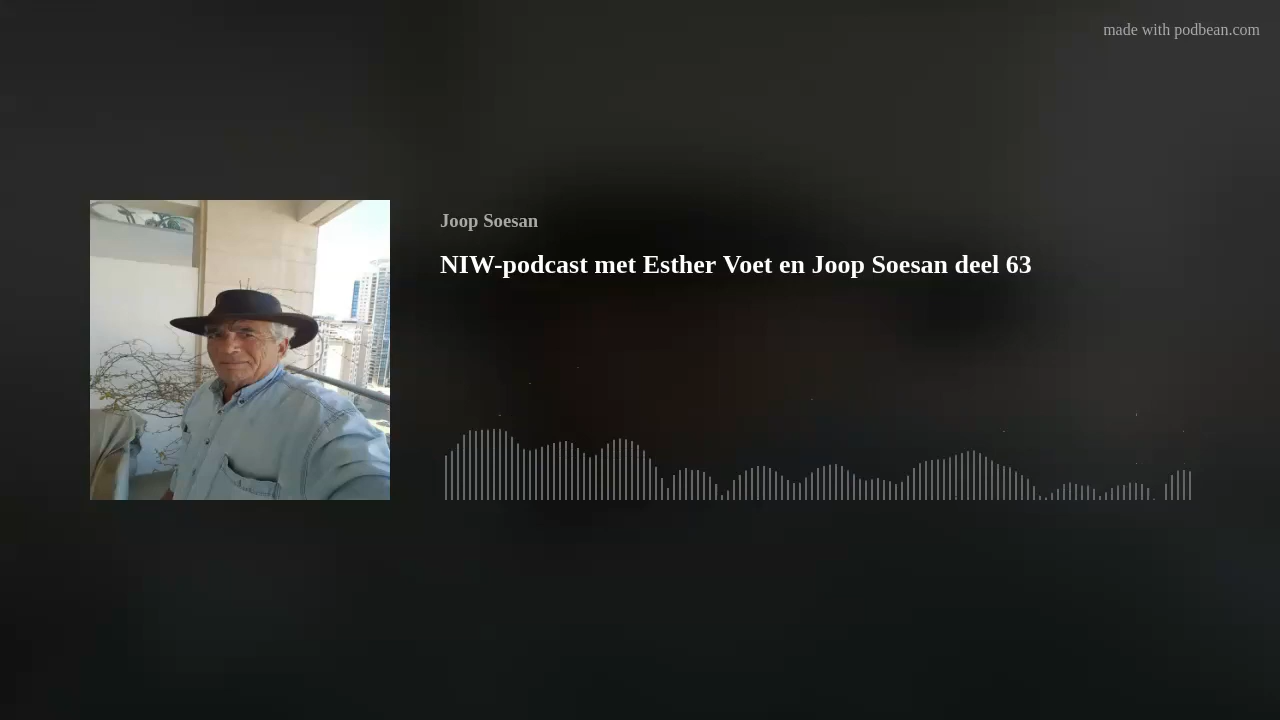 made with podbean.com
Joop Soesan
NIW-podcast met Esther Voet en Joop Soesan deel 63